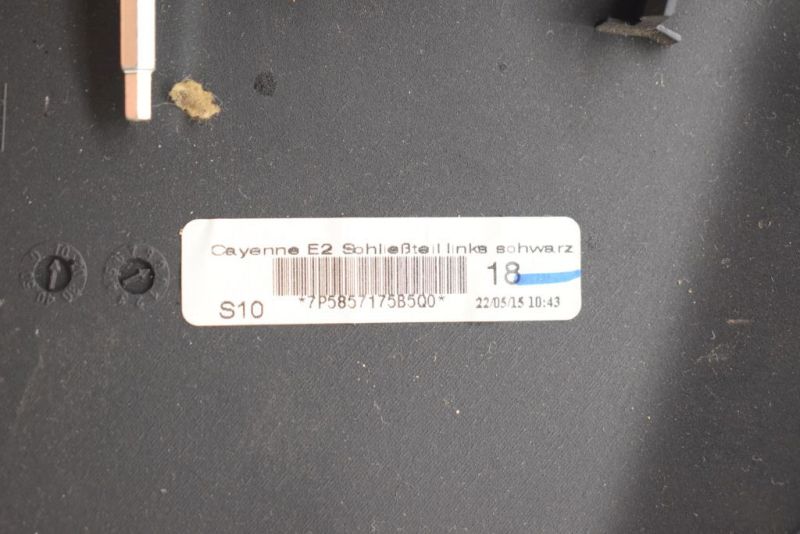 Cayenne E2 Schließteil links schwarz
18
S10
*7P5857175B5Q0*
22/05/15 10:43